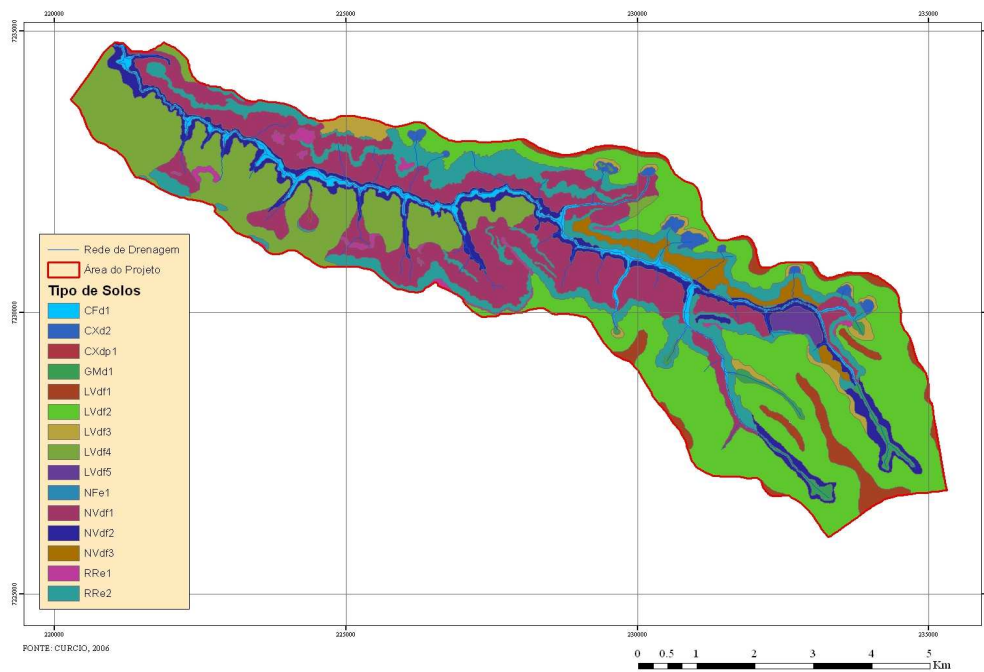 220000 225000 230000 235000
7225000
Rede de Drenagem
Área do Projeto
Tipo de Solos
CFd1
CXd2
CXdp1
GMd1
LVdf1
LVdf2
LVdf3
LVdf4
LVdf5
NFe1
NVdf1
NVdf2
NVdf3
RRe1
RRe2
220000 225000 230000 235000
FONTE: CURCIO, 2006
0 0.5 1 2 3 4 5
Km